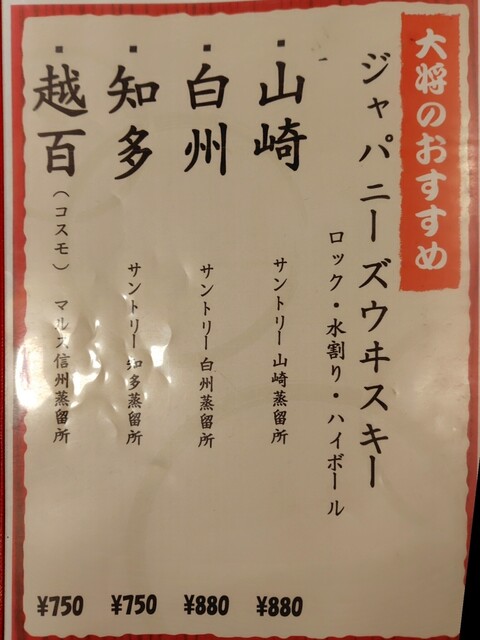 大将のおすすめ
ジャパニーズウヰスキー
ロック・水割り・ハイボール
▪山崎 サントリー山崎蒸留所 ¥880
▪白州 サントリー白州蒸留所 ¥880
▪知多 サントリー知多蒸留所 ¥750
▪越百(コスモ) マルス信州蒸留所 ¥750